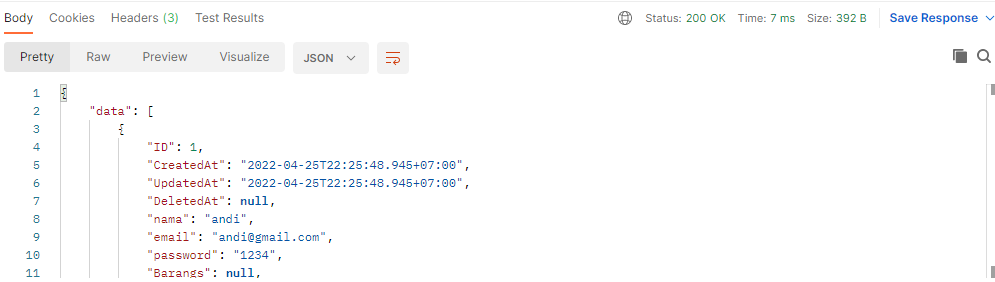 Body Cookies Headers (3) Test Results Status: 200 OK Time: 7 ms Size: 392 B Save Response
Pretty Raw Preview Visualize JSON
1 {
2 "data": [
3 {
4 "ID": 1,
5 "CreatedAt": "2022-04-25T22:25:48.945+07:00",
6 "UpdatedAt": "2022-04-25T22:25:48.945+07:00",
7 "DeletedAt": null,
8 "nama": "andi",
9 "email": "andi@gmail.com",
10 "password": "1234",
11 "Barangs": null,